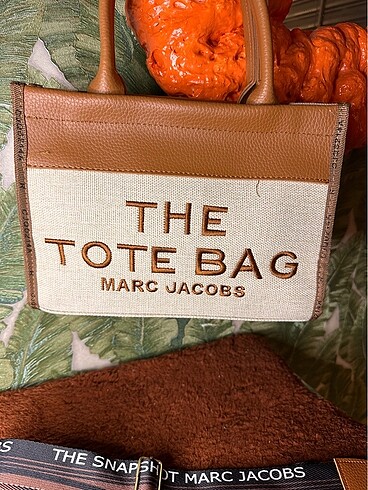 THE
TOTE BAG
MARC JACOBS
THE SNAPSHOT MARC JACOBS